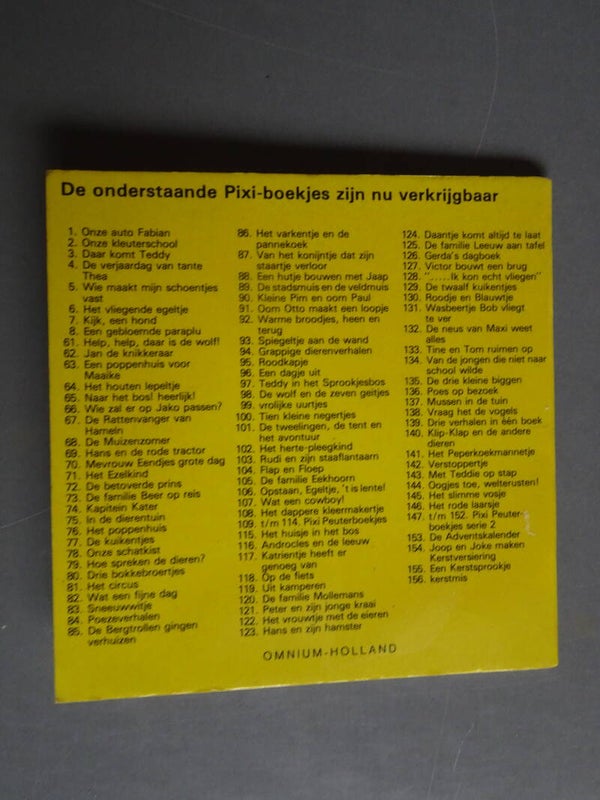 De onderstaande Pixi-boekjes zijn nu verkrijgbaar
1. Onze auto Fabian
2. Onze kleuterschool
3. Daar komt Teddy
4. De verjaardag van tante
Thea
5. Wie maakt mijn schoentjes
vast
6. Het vliegende egeltje
7. Kijk, een hond
8. Een gebloemde paraplu
61. Help, help, daar is de wolf!
62. Jan de knikkeraar
63. Een poppenhuis voor
Maaike
64. Het houten lepeltje
65. Naar het bos! heerlijk!
66. Wie zal er op Jako passen?
67. De Rattenvanger van
Hameln
68. De Muizenzomer
69. Hans en de rode tractor
70. Mevrouw Eendjes grote dag
71. Het Ezelkind
72. De betoverde prins
73. De familie Beer op reis
74. Kapitein Kater
75. In de dierentuin
76. Het poppenhuis
77. De kuikentjes
78. Onze schatkist
79. Hoe spreken de dieren?
80. Drie bokkebroertjes
81. Het circus
82. Wat een fijne dag
83. Sneeuwwitje
84. Poezeverhalen
85. De Bergtrollen gingen
verhuizen
86. Het varkentje en de
pannekoek
87. Van het konijntje dat zijn
staartje verloor
88. Een hutje bouwen met Jaap
89. De stadsmuis en de veldmuis
90. Kleine Pim en oom Paul
91. Oom Otto maakt een loopje
92. Warme broodjes, heen en
terug
93. Spiegeltje aan de wand
94. Grappige dierenverhalen
95. Roodkapje
96. Een dagje uit
97. Teddy in het Sprookjesbos
98. De wolf en de zeven geitjes
99. vrolijke uurtjes
100. Tien kleine negertjes
101. De tweelingen, de tent en
het avontuur
102. Het herte-pleegkind
103. Rudi en zijn staaflantaarn
104. Flap en Floep
105. De familie Eekhoorn
106. Opstaan, Egeltje, 't is lente!
107. Wat een cowboy!
108. Het dappere kleermakertje
109. t/m 114. Pixi Peuterboekjes
115. Het huisje in het bos
116. Androcles en de leeuw
117. Katrientje heeft er
genoeg van
118. Op de fiets
119. Uit kamperen
120. De familie Mollemans
121. Peter en zijn jonge kraai
122. Het vrouwtje met de eieren
123. Hans en zijn hamster
124. Daantje komt altijd te laat
125. De familie Leeuw aan tafel
126. Gerda's dagboek
127. Victor bouwt een brug
128. ".....Ik kon echt vliegen"
129. De twaalf kuikentjes
130. Roodje en Blauwtje
131. Wasbeertje Bob vliegt
te ver
132. De neus van Maxi weet
alles
133. Tine en Tom ruimen op
134. Van de jongen die niet naar
school wilde
135. De drie kleine biggen
136. Poes op bezoek
137. Mussen in de tuin
138. Vraag het de vogels
139. Drie verhalen in één boek
140. Klip-Klap en de andere
dieren
141. Het Peperkoekmannetje
142. Verstoppertje
143. Met Teddie op stap
144. Oogjes toe, welterusten!
145. Het slimme vosje
146. Het rode laarsje
147. t/m 152. Pixi Peuter-
boekjes serie 2
153. De Adventskalender
154. Joop en Joke maken
Kerstversiering
155. Een Kerstsprookje
156. kerstmis
OMNIUM-HOLLAND